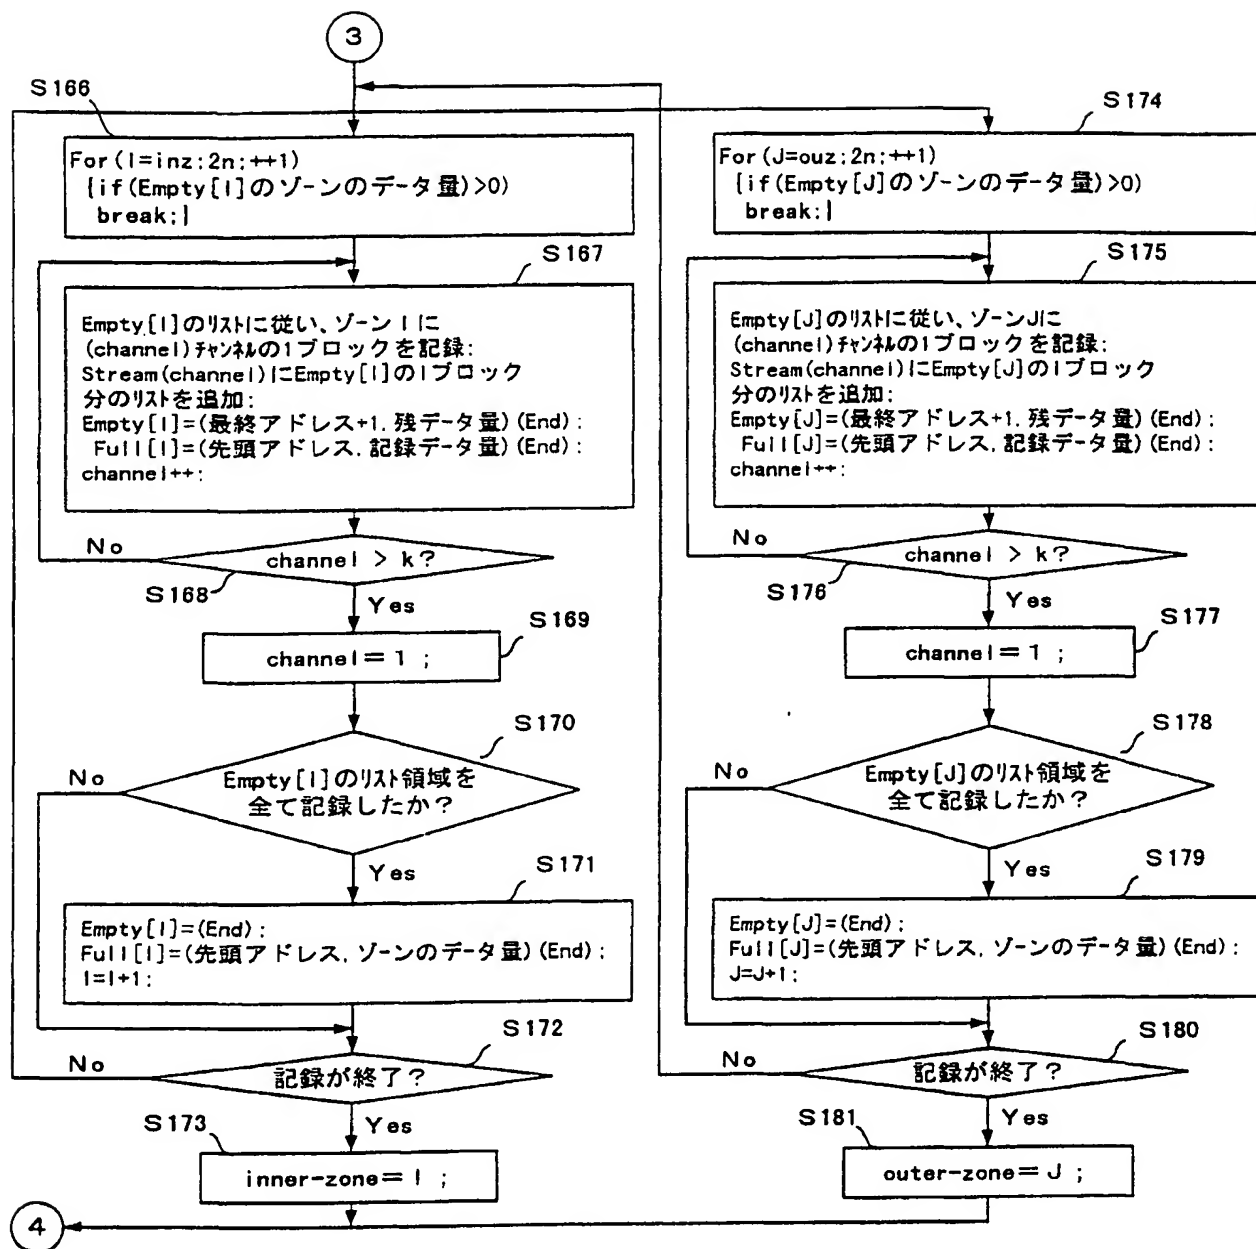 3
S166
For(I=inz;2n;++1)
{if(Empty[I]のゾーンのデータ量)>0)
break;}
S167
Empty[I]のリストに従い、ゾーンIに
(channel)チャンネルの1ブロックを記録:
Stream(channel)にEmpty[I]の1ブロック
分のリストを追加:
Empty[I]=(最終アドレス+1.残データ量)(End):
Full[I]=(先頭アドレス.記録データ量)(End):
channel++:
No
channel > k?
S168
Yes
S169
channel=1 ;
S170
No
Empty[I]のリスト領域を
全て記録したか?
Yes
S171
Empty[I]=(End):
Full[I]=(先頭アドレス.ゾーンのデータ量)(End):
I=I+1:
S172
No
記録が終了?
Yes
S173
inner-zone=I ;
4
S174
For(J=ouz;2n;++1)
{if(Empty[J]のゾーンのデータ量)>0)
break;}
S175
Empty[J]のリストに従い、ゾーンJに
(channel)チャンネルの1ブロックを記録:
Stream(channel)にEmpty[J]の1ブロック
分のリストを追加:
Empty[J]=(最終アドレス+1.残データ量)(End):
Full[J]=(先頭アドレス.記録データ量)(End):
channel++:
No
channel > k?
S176
Yes
S177
channel=1 ;
S178
No
Empty[J]のリスト領域を
全て記録したか?
Yes
S179
Empty[J]=(End):
Full[J]=(先頭アドレス.ゾーンのデータ量)(End):
J=J+1:
S180
No
記録が終了?
Yes
S181
outer-zone=J ;